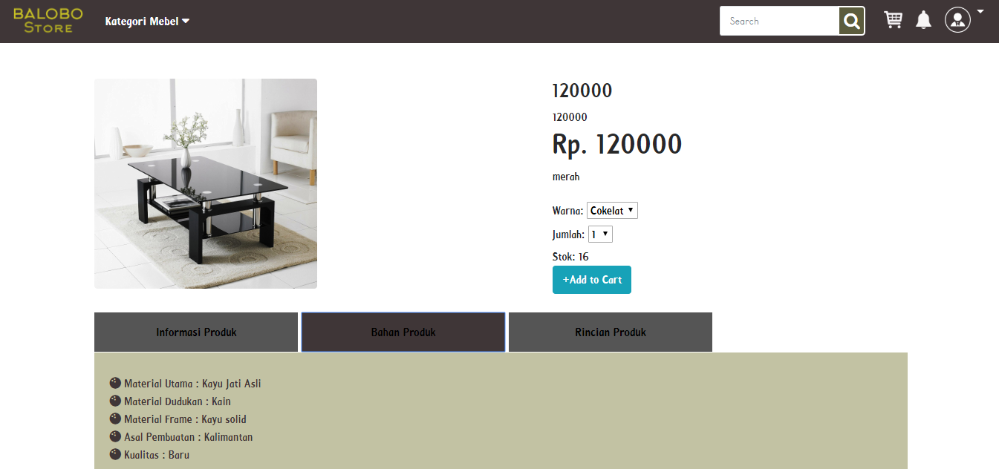 BALOBO
STORE
Kategori Mebel
Search
120000
120000
Rp. 120000
merah
Warna: Cokelat
Jumlah: 1
Stok: 16
+Add to Cart
Informasi Produk
Bahan Produk
Rincian Produk
Material Utama : Kayu Jati Asli
Material Dudukan : Kain
Material Frame : Kayu solid
Asal Pembuatan : Kalimantan
Kualitas : Baru